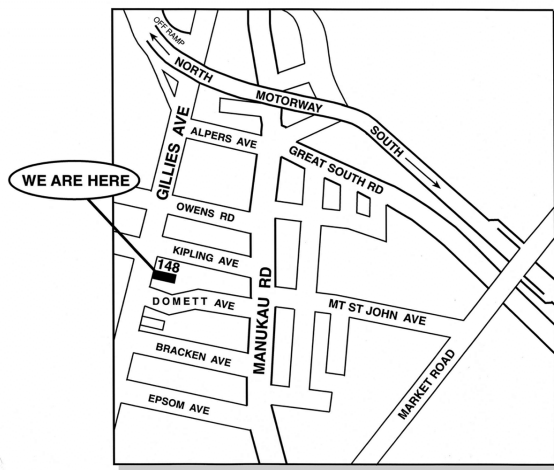 OFF RAMP
NORTH
MOTORWAY
SOUTH
GILLIES AVE
ALPERS AVE
GREAT SOUTH RD
WE ARE HERE
OWENS RD
KIPLING AVE
148
DOMETT AVE
MANUKAU RD
MT ST JOHN AVE
BRACKEN AVE
MARKET ROAD
EPSOM AVE